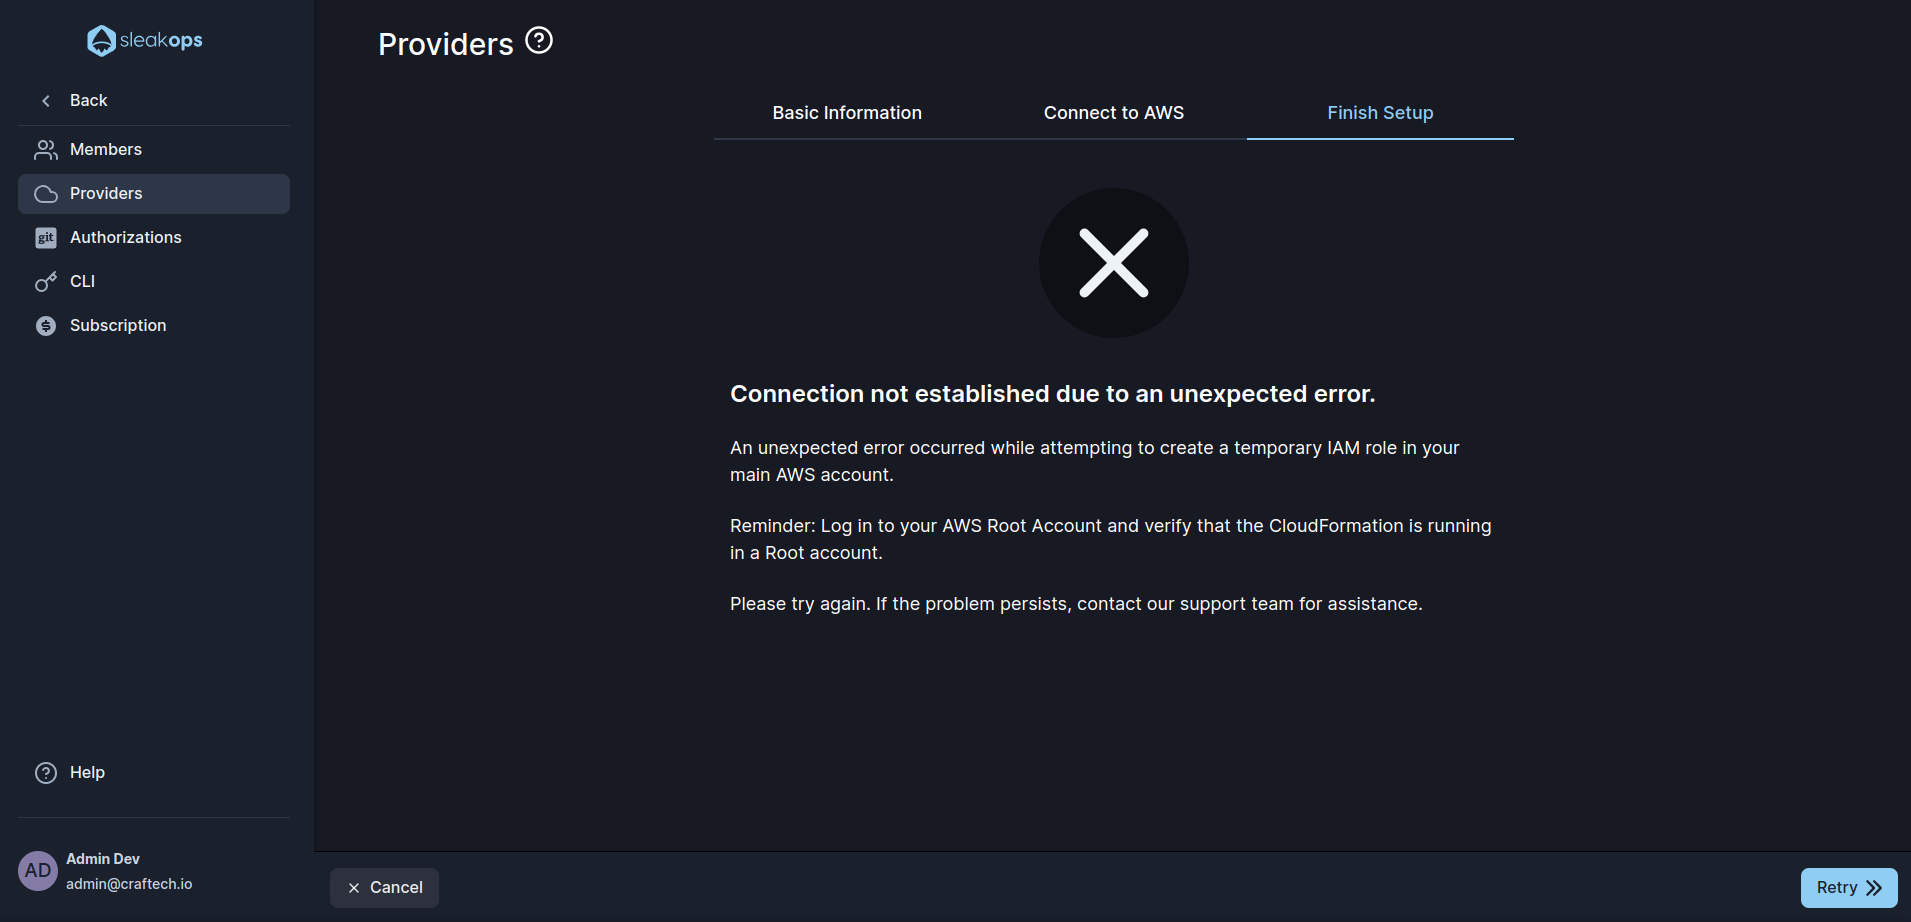 sleakops
Back
Members
Providers
git
Authorizations
CLI
Subscription
Help
AD
Admin Dev
admin@craftech.io
Providers
Basic Information
Connect to AWS
Finish Setup
Connection not established due to an unexpected error.
An unexpected error occurred while attempting to create a temporary IAM role in your
main AWS account.
Reminder: Log in to your AWS Root Account and verify that the CloudFormation is running
in a Root account.
Please try again. If the problem persists, contact our support team for assistance.
Cancel
Retry